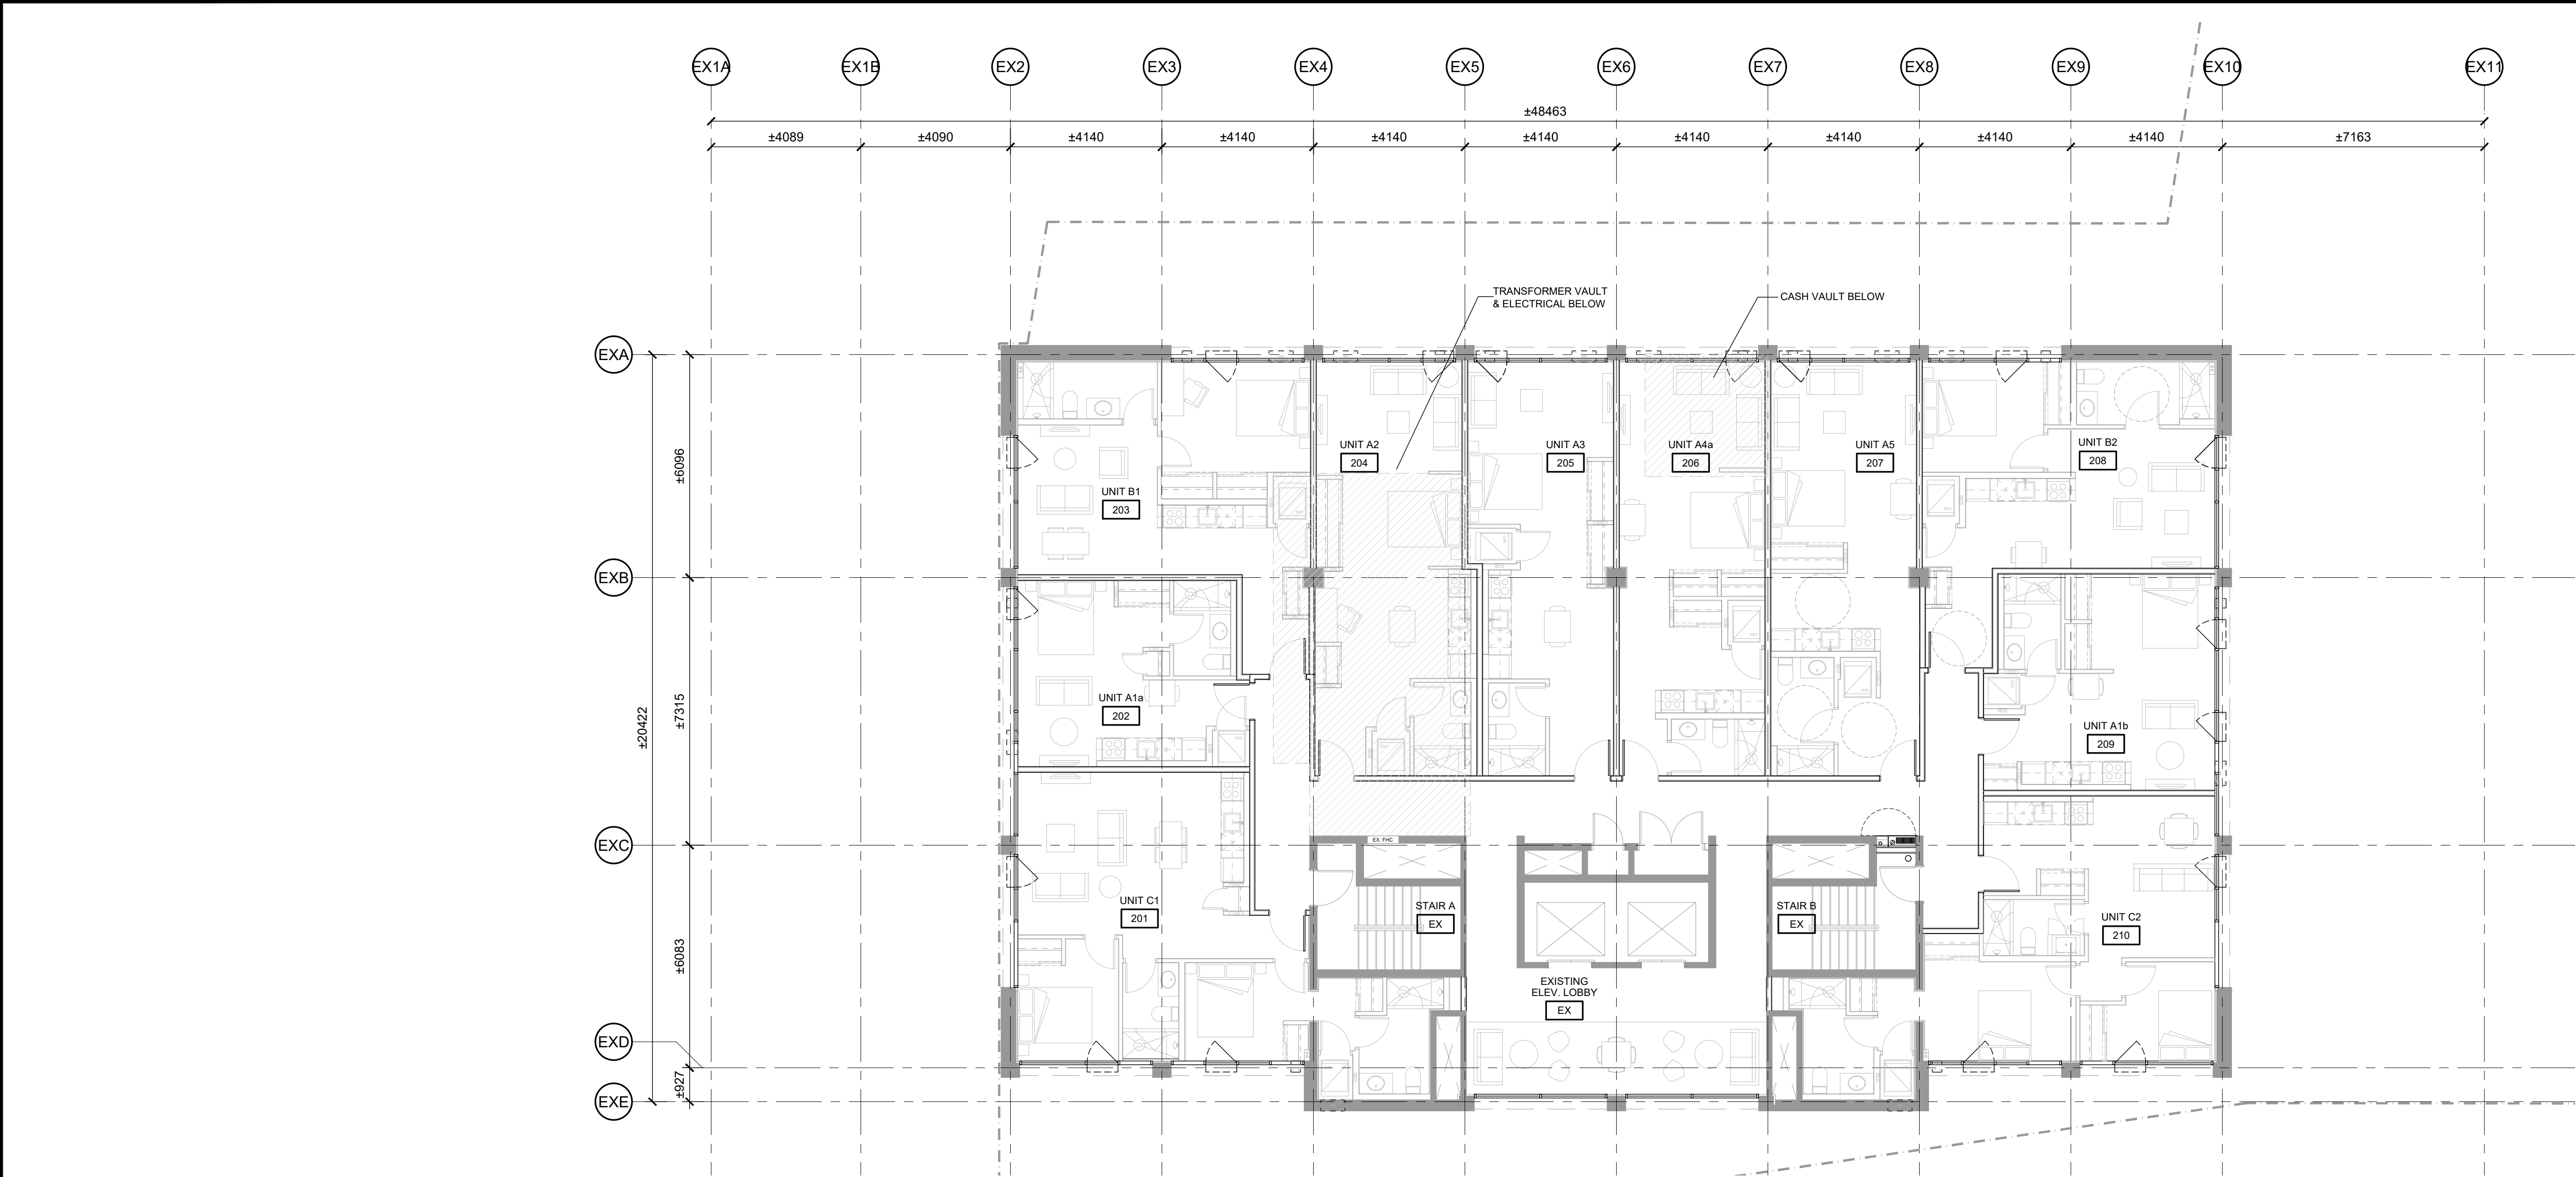 EX1A EX1B EX2 EX3 EX4 EX5 EX6 EX7 EX8 EX9 EX10 EX11
±48463
±4089 ±4090 ±4140 ±4140 ±4140 ±4140 ±4140 ±4140 ±4140 ±4140 ±7163
TRANSFORMER VAULT
& ELECTRICAL BELOW
CASH VAULT BELOW
EXA
EXB
EXC
EXD
EXE
±20422
±6096
±7315
±6083
±927
UNIT A2
204
UNIT A3
205
UNIT A4a
206
UNIT A5
207
UNIT B2
208
UNIT B1
203
UNIT A1a
202
UNIT A1b
209
EX. FHC
UNIT C1
201
STAIR A
EX
STAIR B
EX
UNIT C2
210
EXISTING
ELEV. LOBBY
EX